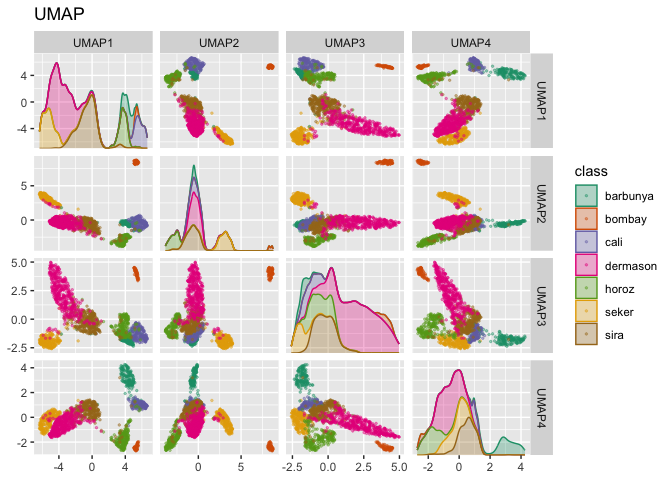 UMAP
UMAP1 UMAP2 UMAP3 UMAP4
4
0
-4
UMAP1
5
0
UMAP2
class
barbunya
bombay
cali
dermason
horoz
seker
sira
5.0
2.5
0.0
-2.5
UMAP3
4
2
0
-2
UMAP4
-4 0 4 0 5 -2.5 0.0 2.5 5.0 -2 0 2 4